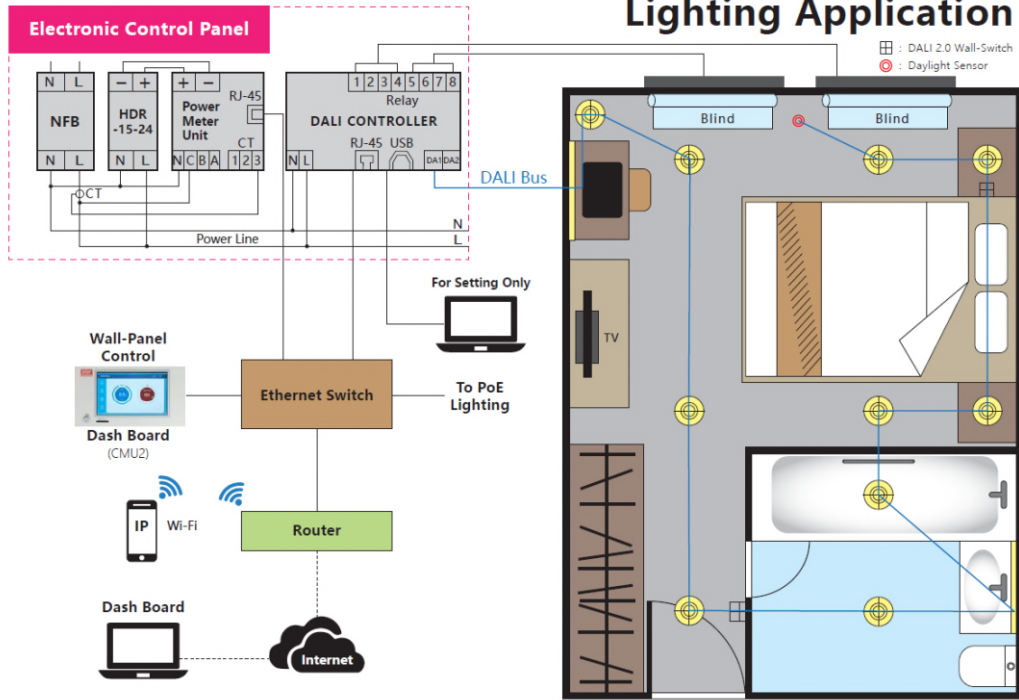 Lighting Application
Electronic Control Panel
: DALI 2.0 Wall-Switch
: Daylight Sensor
N L
NFB
N L
− +
HDR
-15-24
N L
+ −
RJ-45
Power
Meter
Unit
CT
N C B A 1 2 3
1 2 3 4 5 6 7 8
Relay
DALI CONTROLLER
RJ-45 USB
N L
DA1 DA2
DALI Bus
CT
N
Power Line
L
Blind
Blind
TV
For Setting Only
Wall-Panel
Control
Ethernet Switch
To PoE
Lighting
Dash Board
(CMU2)
IP
Wi-Fi
Router
Dash Board
Internet